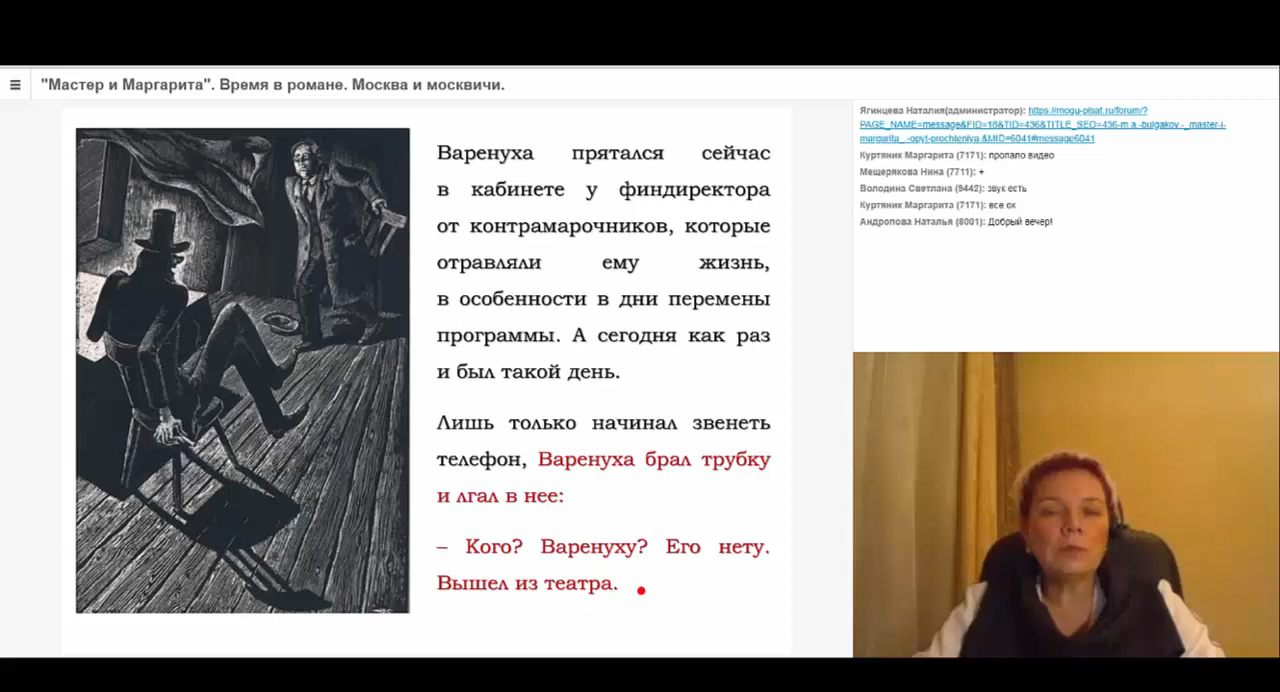 "Мастер и Маргарита". Время в романе. Москва и москвичи.
Варенуха прятался сейчас
в кабинете у финдиректора
от контрамарочников, которые
отравляли ему жизнь,
в особенности в дни перемены
программы. А сегодня как раз
и был такой день.
Лишь только начинал звенеть
телефон, Варенуха брал трубку
и лгал в нее:
– Кого? Варенуху? Его нету.
Вышел из театра.
Ягинцева Наталия(администратор): https://mogu-pisat.ru/forum/?
PAGE_NAME=message&FID=18&TID=436&TITLE_SEO=436-m.a.-bulgakov.-_master-i-
margarita_.-opyt-prochteniya.&MID=6041#message6041
Куртяник Маргарита (7171): пропало видео
Мещерякова Нина (7711): +
Володина Светлана (9442): звук есть
Куртяник Маргарита (7171): все ок
Андропова Наталья (8001): Добрый вечер!